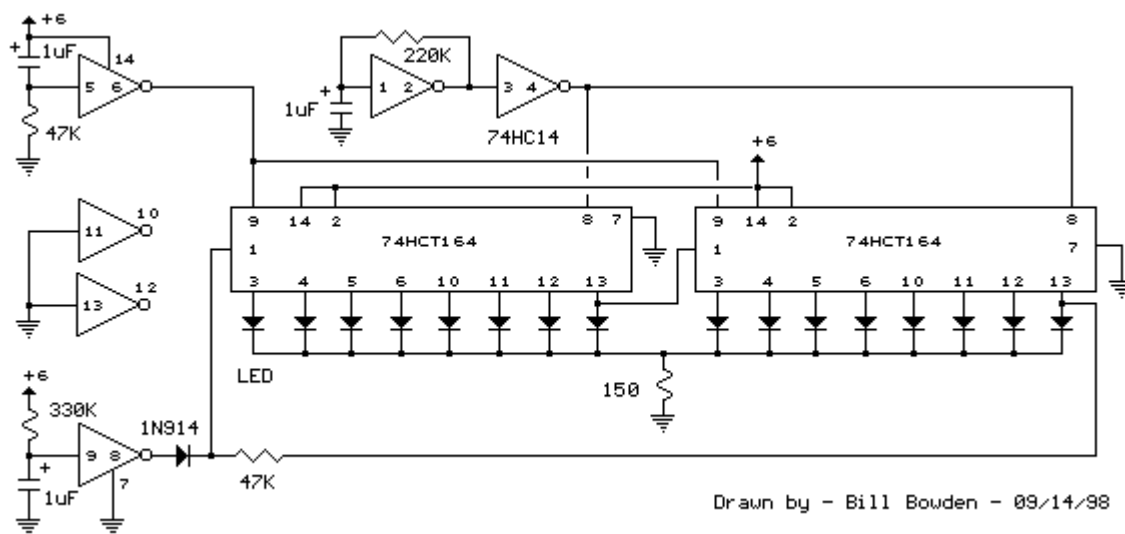 +6
+
1uF
14
5 6
47K
220K
+
1 2
3 4
1uF
74HC14
+6
10
11
12
13
9 14 2 8 7
74HCT164
1
3 4 5 6 10 11 12 13
9 14 2 8
74HCT164
1 7
3 4 5 6 10 11 12 13
LED
150
+6
330K
1N914
9 8
+
7
1uF
47K
Drawn by - Bill Bowden - 09/14/98